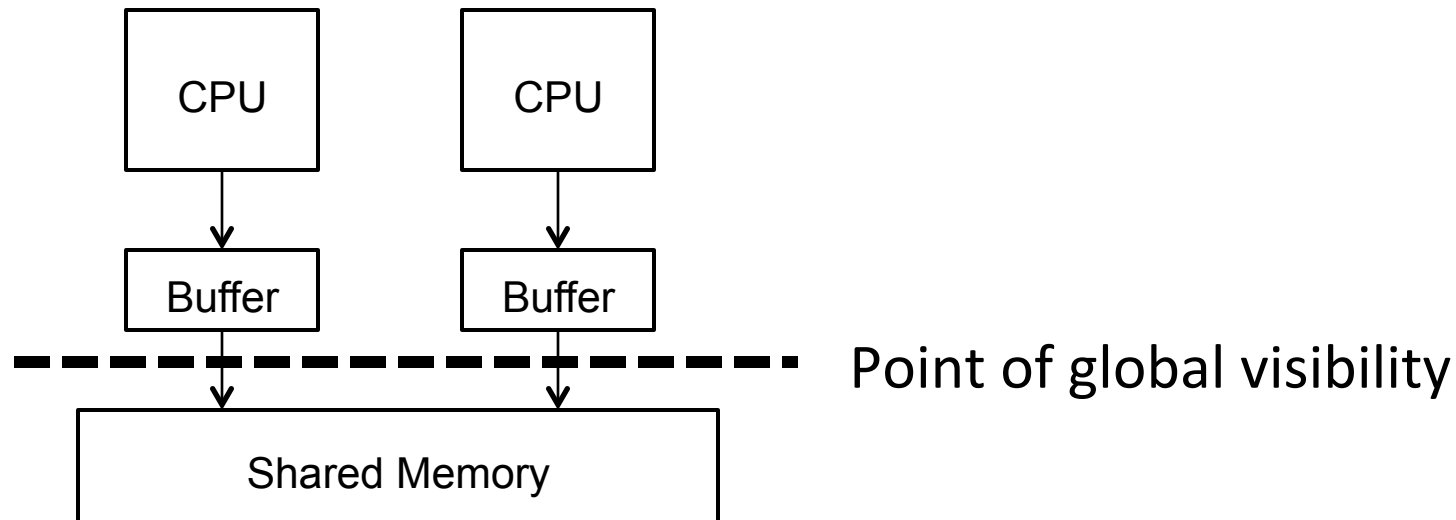 CPU CPU
Buffer Buffer
Point of global visibility
Shared Memory